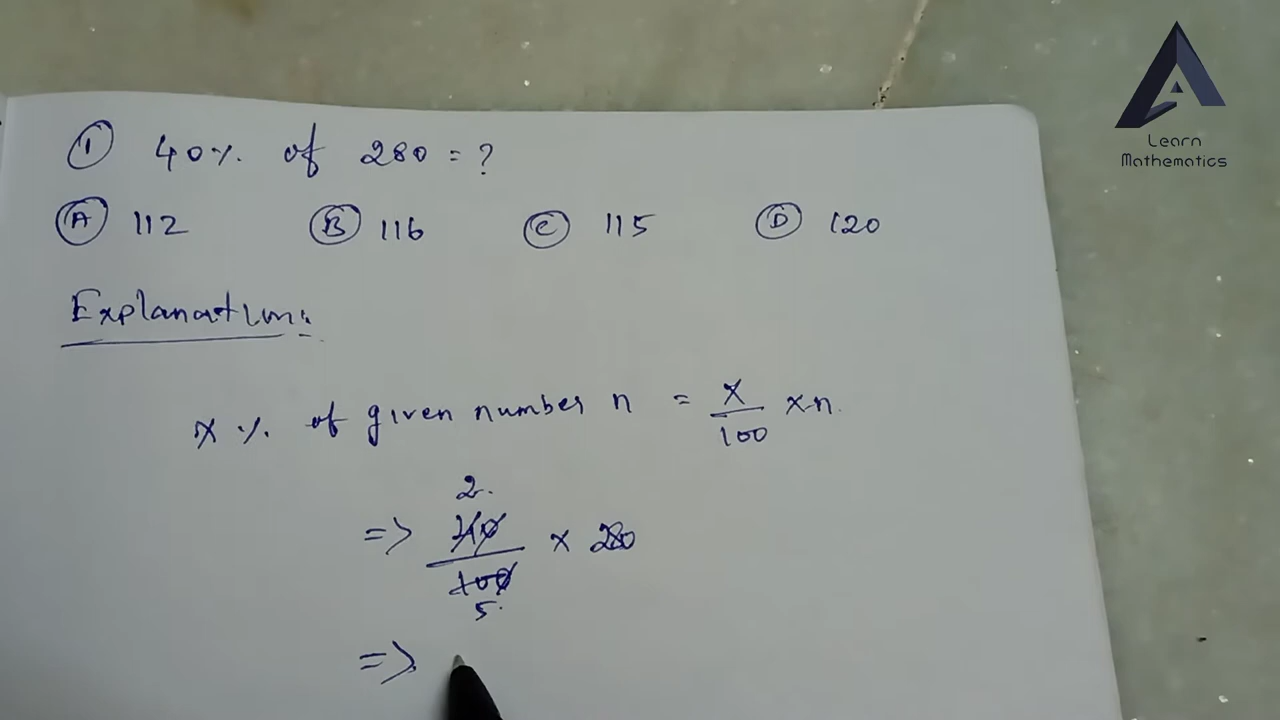 ① 40% of 280 = ?
Ⓐ 112 Ⓑ 116 Ⓒ 115 Ⓓ 120
Explanation:
x % of given number n = x/100 × n.
2.
=> 40/100 × 280
5.
=>
Learn
Mathematics